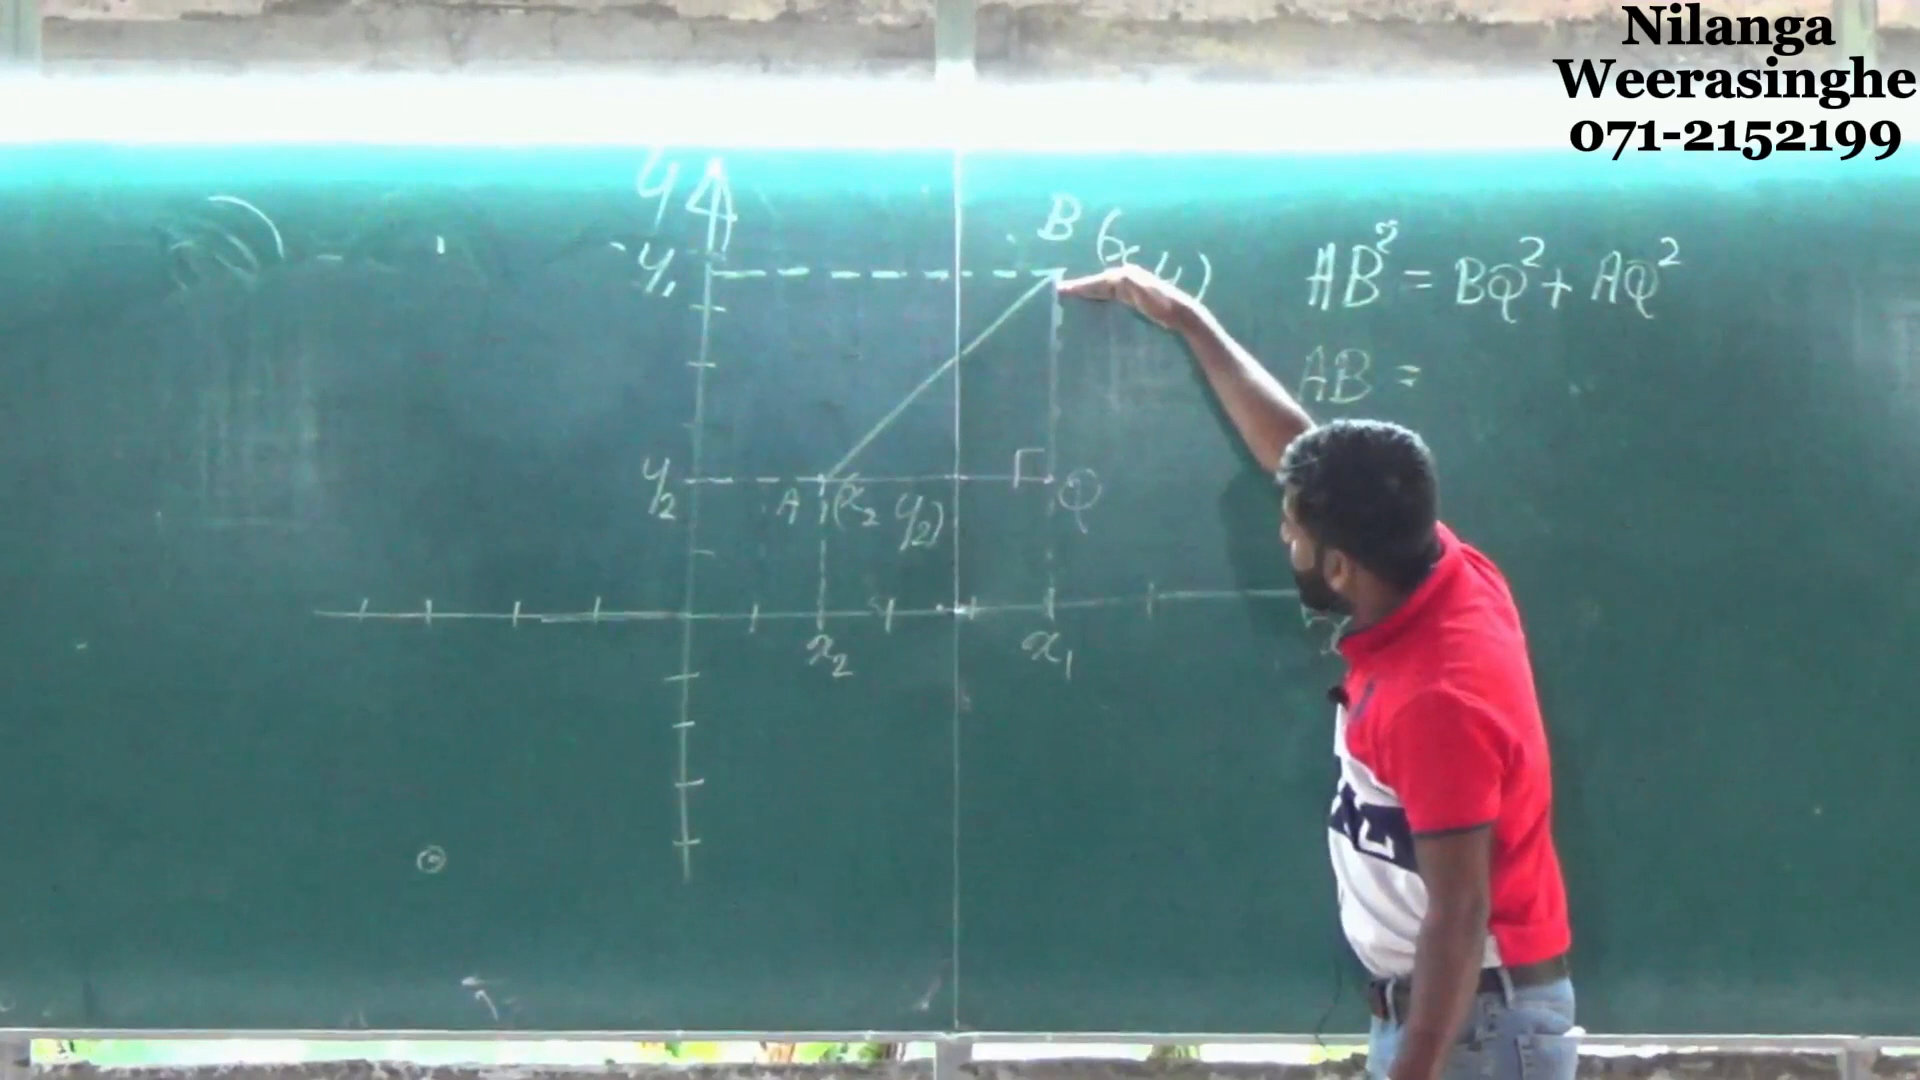 Nilanga
Weerasinghe
071-2152199
y
y₁
B
AB² = BQ² + AQ²
AB =
y₂
A (x₂ y₂)
Q
x₂
x₁